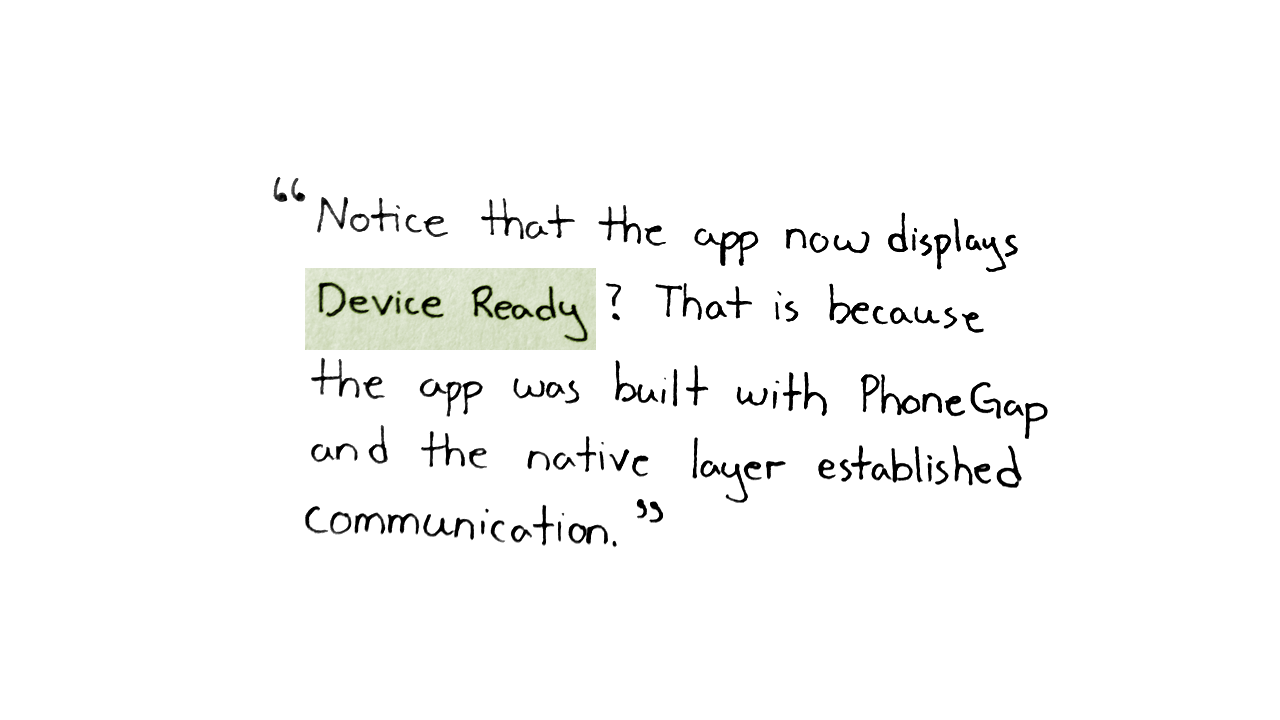 “Notice that the app now displays
Device Ready? That is because
the app was built with PhoneGap
and the native layer established
communication.”